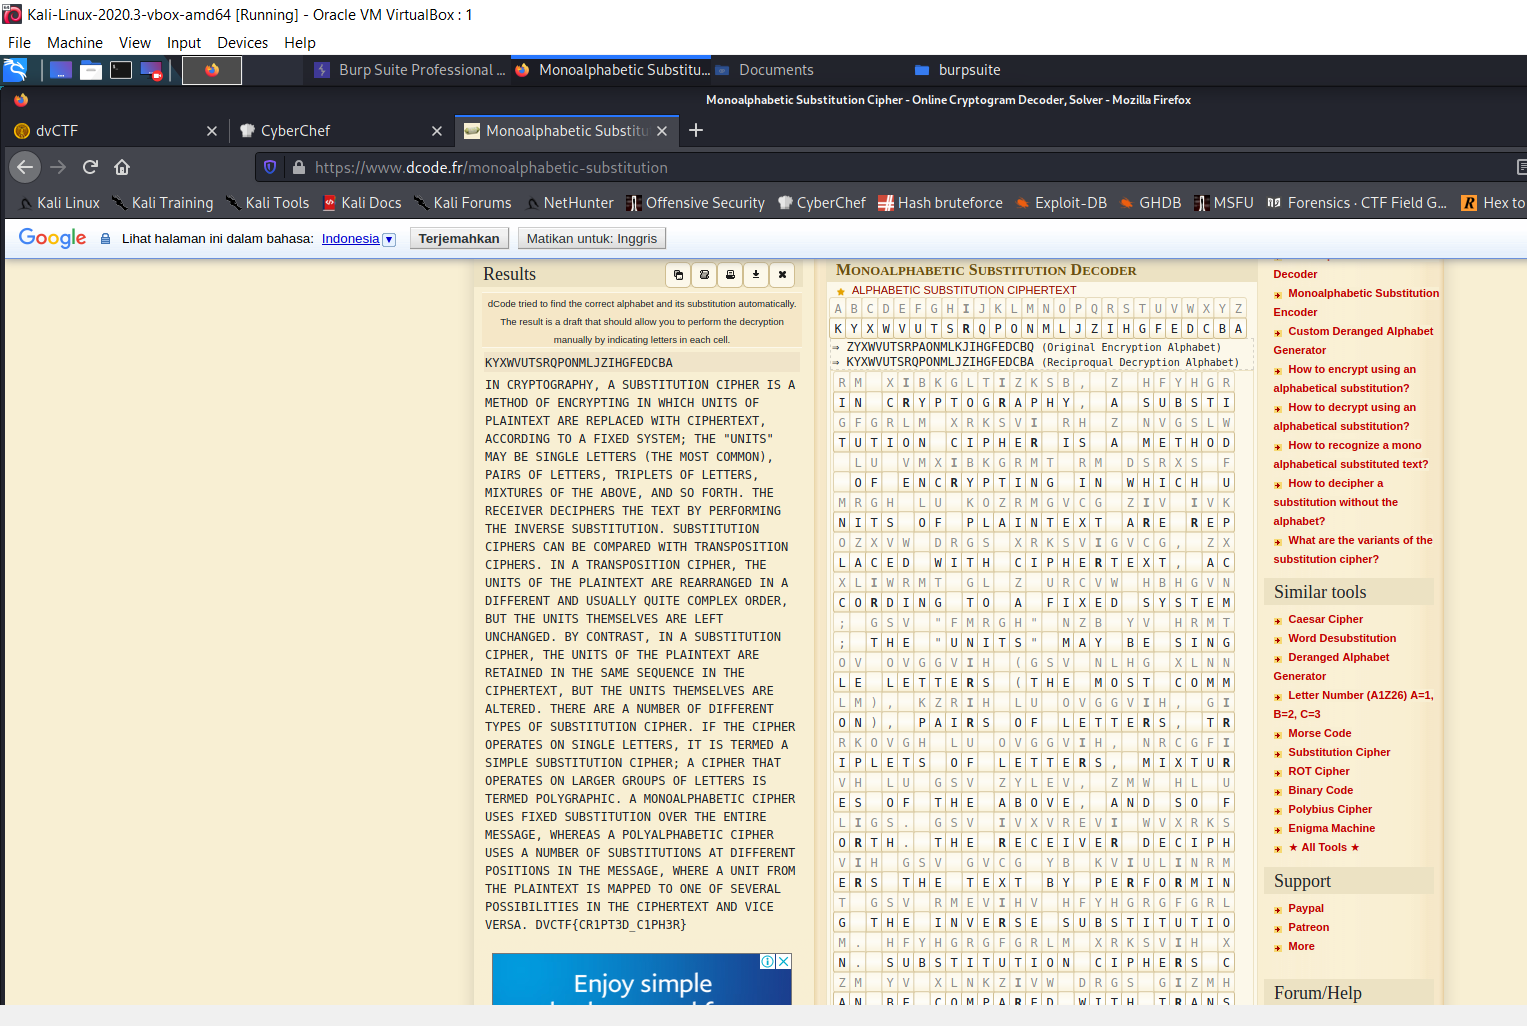 Kali-Linux-2020.3-vbox-amd64 [Running] - Oracle VM VirtualBox : 1
File Machine View Input Devices Help
Burp Suite Professional ... Monoalphabetic Substitu... Documents burpsuite
Monoalphabetic Substitution Cipher - Online Cryptogram Decoder, Solver - Mozilla Firefox
dvCTF CyberChef Monoalphabetic Substitu
https://www.dcode.fr/monoalphabetic-substitution
Kali Linux Kali Training Kali Tools Kali Docs Kali Forums NetHunter Offensive Security CyberChef Hash bruteforce Exploit-DB GHDB MSFU Forensics · CTF Field G... Hex to
Google Lihat halaman ini dalam bahasa: Indonesia Terjemahkan Matikan untuk: Inggris
Results
dCode tried to find the correct alphabet and its substitution automatically.
The result is a draft that should allow you to perform the decryption
manually by indicating letters in each cell.
KYXWVUTSRQPONMLJZIHGFEDCBA
IN CRYPTOGRAPHY, A SUBSTITUTION CIPHER IS A
METHOD OF ENCRYPTING IN WHICH UNITS OF
PLAINTEXT ARE REPLACED WITH CIPHERTEXT,
ACCORDING TO A FIXED SYSTEM; THE "UNITS"
MAY BE SINGLE LETTERS (THE MOST COMMON),
PAIRS OF LETTERS, TRIPLETS OF LETTERS,
MIXTURES OF THE ABOVE, AND SO FORTH. THE
RECEIVER DECIPHERS THE TEXT BY PERFORMING
THE INVERSE SUBSTITUTION. SUBSTITUTION
CIPHERS CAN BE COMPARED WITH TRANSPOSITION
CIPHERS. IN A TRANSPOSITION CIPHER, THE
UNITS OF THE PLAINTEXT ARE REARRANGED IN A
DIFFERENT AND USUALLY QUITE COMPLEX ORDER,
BUT THE UNITS THEMSELVES ARE LEFT
UNCHANGED. BY CONTRAST, IN A SUBSTITUTION
CIPHER, THE UNITS OF THE PLAINTEXT ARE
RETAINED IN THE SAME SEQUENCE IN THE
CIPHERTEXT, BUT THE UNITS THEMSELVES ARE
ALTERED. THERE ARE A NUMBER OF DIFFERENT
TYPES OF SUBSTITUTION CIPHER. IF THE CIPHER
OPERATES ON SINGLE LETTERS, IT IS TERMED A
SIMPLE SUBSTITUTION CIPHER; A CIPHER THAT
OPERATES ON LARGER GROUPS OF LETTERS IS
TERMED POLYGRAPHIC. A MONOALPHABETIC CIPHER
USES FIXED SUBSTITUTION OVER THE ENTIRE
MESSAGE, WHEREAS A POLYALPHABETIC CIPHER
USES A NUMBER OF SUBSTITUTIONS AT DIFFERENT
POSITIONS IN THE MESSAGE, WHERE A UNIT FROM
THE PLAINTEXT IS MAPPED TO ONE OF SEVERAL
POSSIBILITIES IN THE CIPHERTEXT AND VICE
VERSA. DVCTF{CR1PT3D_C1PH3R}
Enjoy simple
MONOALPHABETIC SUBSTITUTION DECODER
ALPHABETIC SUBSTITUTION CIPHERTEXT
A B C D E F G H I J K L M N O P Q R S T U V W X Y Z
K Y X W V U T S R Q P O N M L J Z I H G F E D C B A
⇒ ZYXWVUTSRPAONMLKJIHGFEDCBQ (Original Encryption Alphabet)
⇒ KYXWVUTSRQPONMLJZIHGFEDCBA (Reciproqual Decryption Alphabet)
RM XIBKGLTIZKSB, Z HFYHGR
IN CRYPTOGRAPHY, A SUBSTI
GFGRLM XRKSVI RH Z NVGSLW
TUTION CIPHER IS A METHOD
LU VMXIBKGRMT RM DSRXS F
OF ENCRYPTING IN WHICH U
MRGH LU KOZRMGVCG ZIV IVK
NITS OF PLAINTEXT ARE REP
OZXVW DRGS XRKSVIGVCG, ZX
LACED WITH CIPHERTEXT, AC
XLIWRMT GL Z URCVW HBHGVN
CORDING TO A FIXED SYSTEM
; GSV "FMRGH" NZB YV HRMT
; THE "UNITS" MAY BE SING
OV OVGGVIH (GSV NLHG XLNN
LE LETTERS (THE MOST COMM
LM), KZRIH LU OVGGVIH, GI
ON), PAIRS OF LETTERS, TR
RKOVGH LU OVGGVIH, NRCGFI
IPLETS OF LETTERS, MIXTUR
VH LU GSV ZYLEV, ZMW HL U
ES OF THE ABOVE, AND SO F
LIGS. GSV IVXVREVI WVXRKS
ORTH. THE RECEIVER DECIPH
VIH GSV GVCG YB KVIULINRM
ERS THE TEXT BY PERFORMIN
T GSV RMEVIHV HFYHGRGFGRL
G THE INVERSE SUBSTITUTIO
M. HFYHGRGFGRLM XRKSVIH X
N. SUBSTITUTION CIPHERS C
ZM YV XLNKZIVW DRGS GIZMH
AN BE COMPARED WITH TRANS
Decoder
Monoalphabetic Substitution
Encoder
Custom Deranged Alphabet
Generator
How to encrypt using an
alphabetical substitution?
How to decrypt using an
alphabetical substitution?
How to recognize a mono
alphabetical substituted text?
How to decipher a
substitution without the
alphabet?
What are the variants of the
substitution cipher?
Similar tools
Caesar Cipher
Word Desubstitution
Deranged Alphabet
Generator
Letter Number (A1Z26) A=1,
B=2, C=3
Morse Code
Substitution Cipher
ROT Cipher
Binary Code
Polybius Cipher
Enigma Machine
★ All Tools ★
Support
Paypal
Patreon
More
Forum/Help